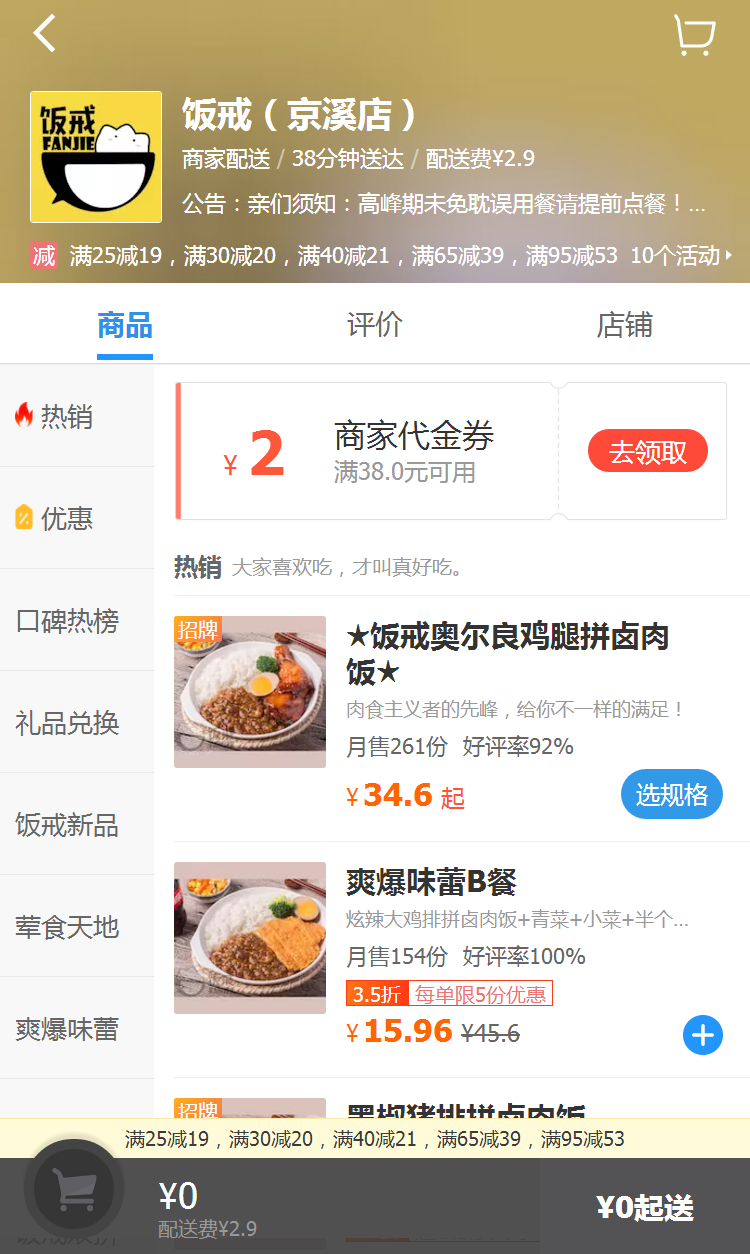 饭戒
FANJIE
饭戒（京溪店）
商家配送 / 38分钟送达 / 配送费¥2.9
公告：亲们须知：高峰期未免耽误用餐请提前点餐！...
减 满25减19，满30减20，满40减21，满65减39，满95减53 10个活动
商品 评价 店铺
热销
优惠
口碑热榜
礼品兑换
饭戒新品
荤食天地
爽爆味蕾
¥ 2 商家代金券
满38.0元可用
去领取
热销 大家喜欢吃，才叫真好吃。
招牌
★饭戒奥尔良鸡腿拼卤肉
饭★
肉食主义者的先峰，给你不一样的满足！
月售261份 好评率92%
¥34.6 起 选规格
爽爆味蕾B餐
炫辣大鸡排拼卤肉饭+青菜+小菜+半个...
月售154份 好评率100%
3.5折 每单限5份优惠
¥15.96 ¥45.6
招牌
黑椒猪排拼卤肉饭
满25减19，满30减20，满40减21，满65减39，满95减53
¥0
配送费¥2.9
¥0起送